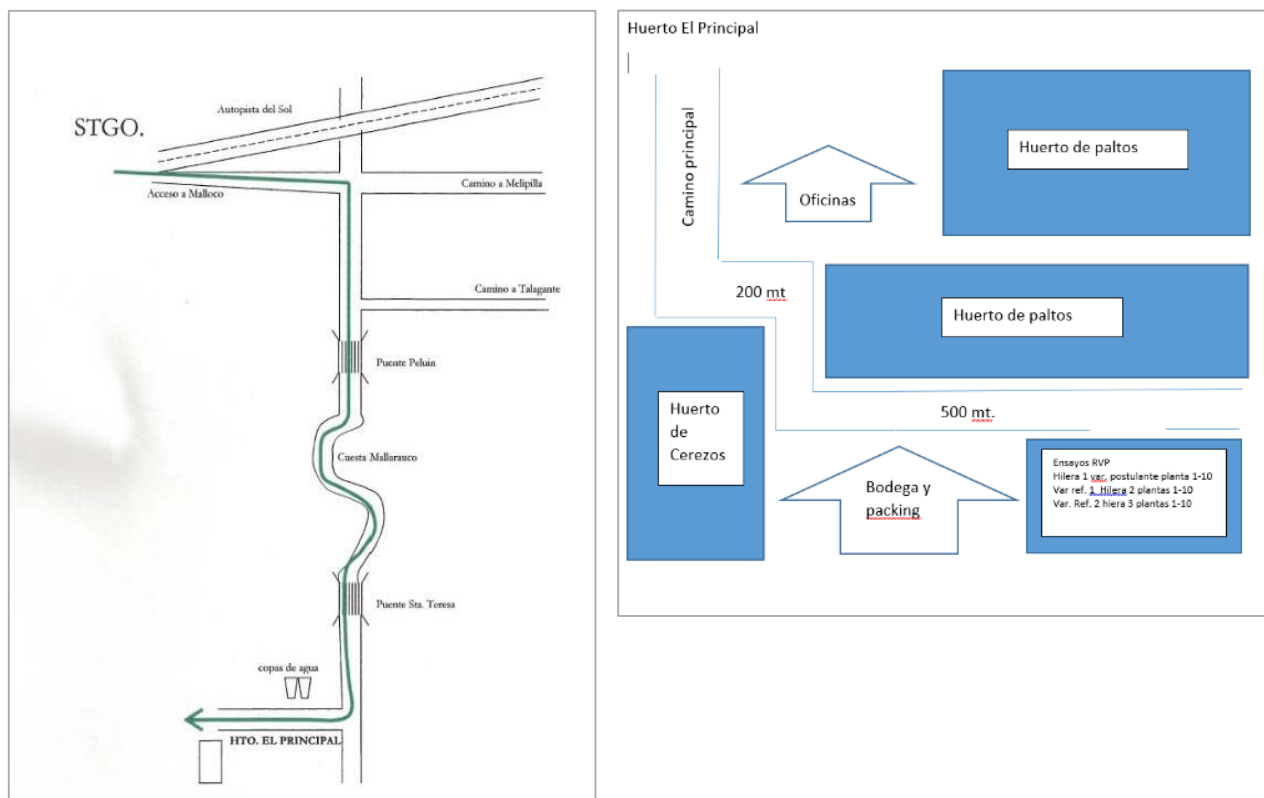 Autopista del Sol
STGO.
Camino a Melipilla
Acceso a Malloco
Camino a Talagante
Puente Peluin
Cuesta Mallarauco
Puente Sta. Teresa
copas de agua
HTO. EL PRINCIPAL
Huerto El Principal
Camino principal
Oficinas
Huerto de paltos
200 mt
Huerto de paltos
Huerto
de
Cerezos
500 mt.
Bodega y
packing
Ensayos RVP
Hilera 1 var. postulante planta 1-10
Var ref. 1 Hilera 2 plantas 1-10
Var. Ref. 2 hiera 3 plantas 1-10